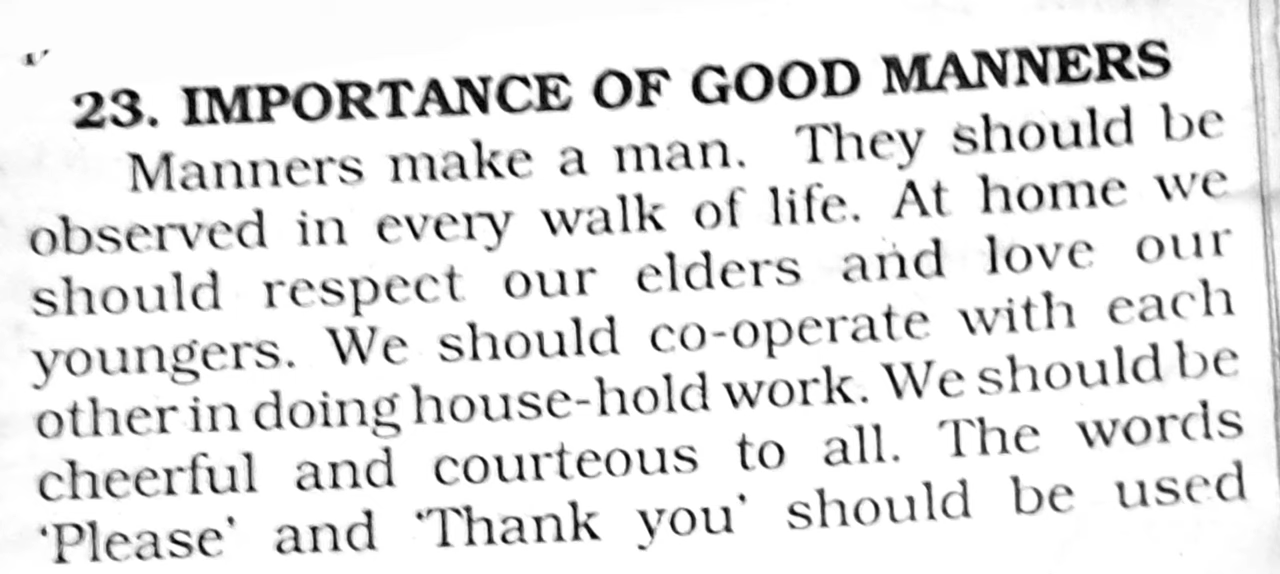 23. IMPORTANCE OF GOOD MANNERS
Manners make a man. They should be
observed in every walk of life. At home we
should respect our elders and love our
youngers. We should co-operate with each
other in doing house-hold work. We should be
cheerful and courteous to all. The words
‘Please’ and ‘Thank you’ should be used